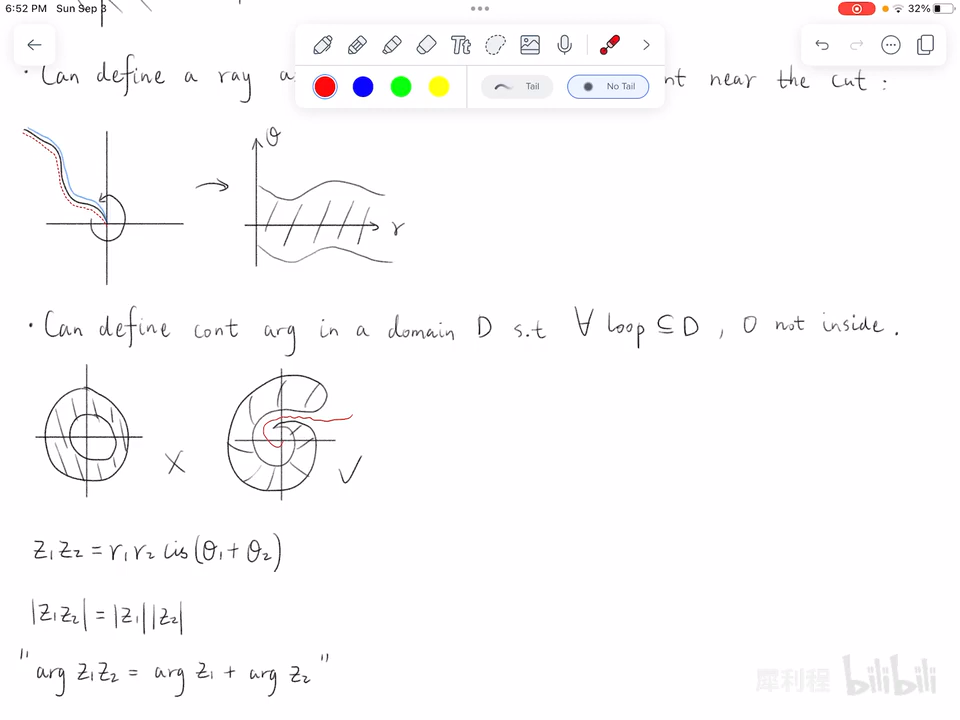 6:52 PM Sun Sep 3
32%
Tt
Tail
No Tail
· Can define a ray a
nt near the cut :
θ
r
· Can define cont arg in a domain D s.t ∀ loop ⊆ D , 0 not inside .
× ✓
z₁z₂ = r₁r₂ cis(θ₁ + θ₂)
|z₁z₂| = |z₁||z₂|
" arg z₁z₂ = arg z₁ + arg z₂ "
犀利程 bilibili